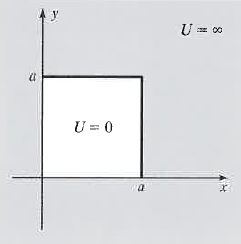 y
U = ∞
a
U = 0
a
x